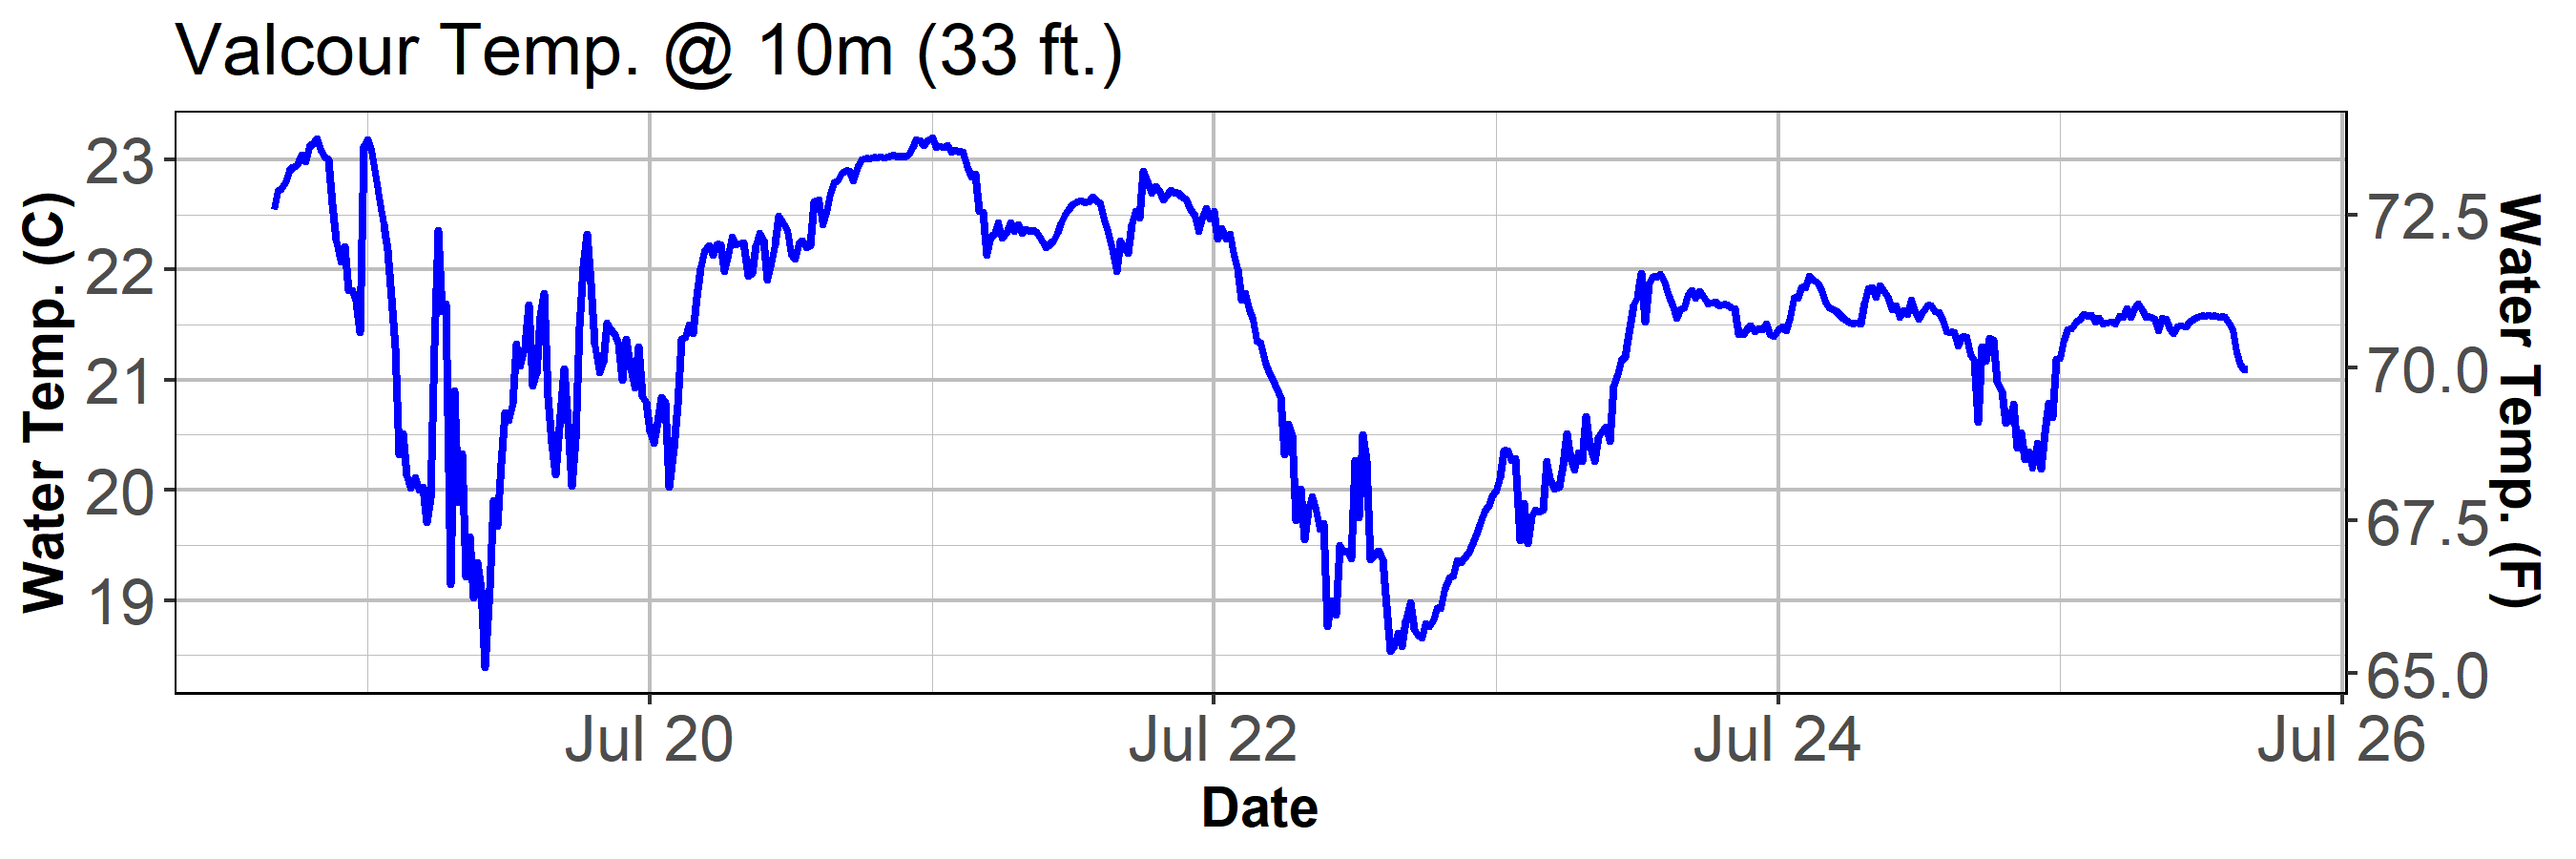 Valcour Temp. @ 10m (33 ft.)
Water Temp. (C)
23
22
21
20
19
72.5
70.0
67.5
65.0
Water Temp. (F)
Jul 20
Jul 22
Jul 24
Jul 26
Date